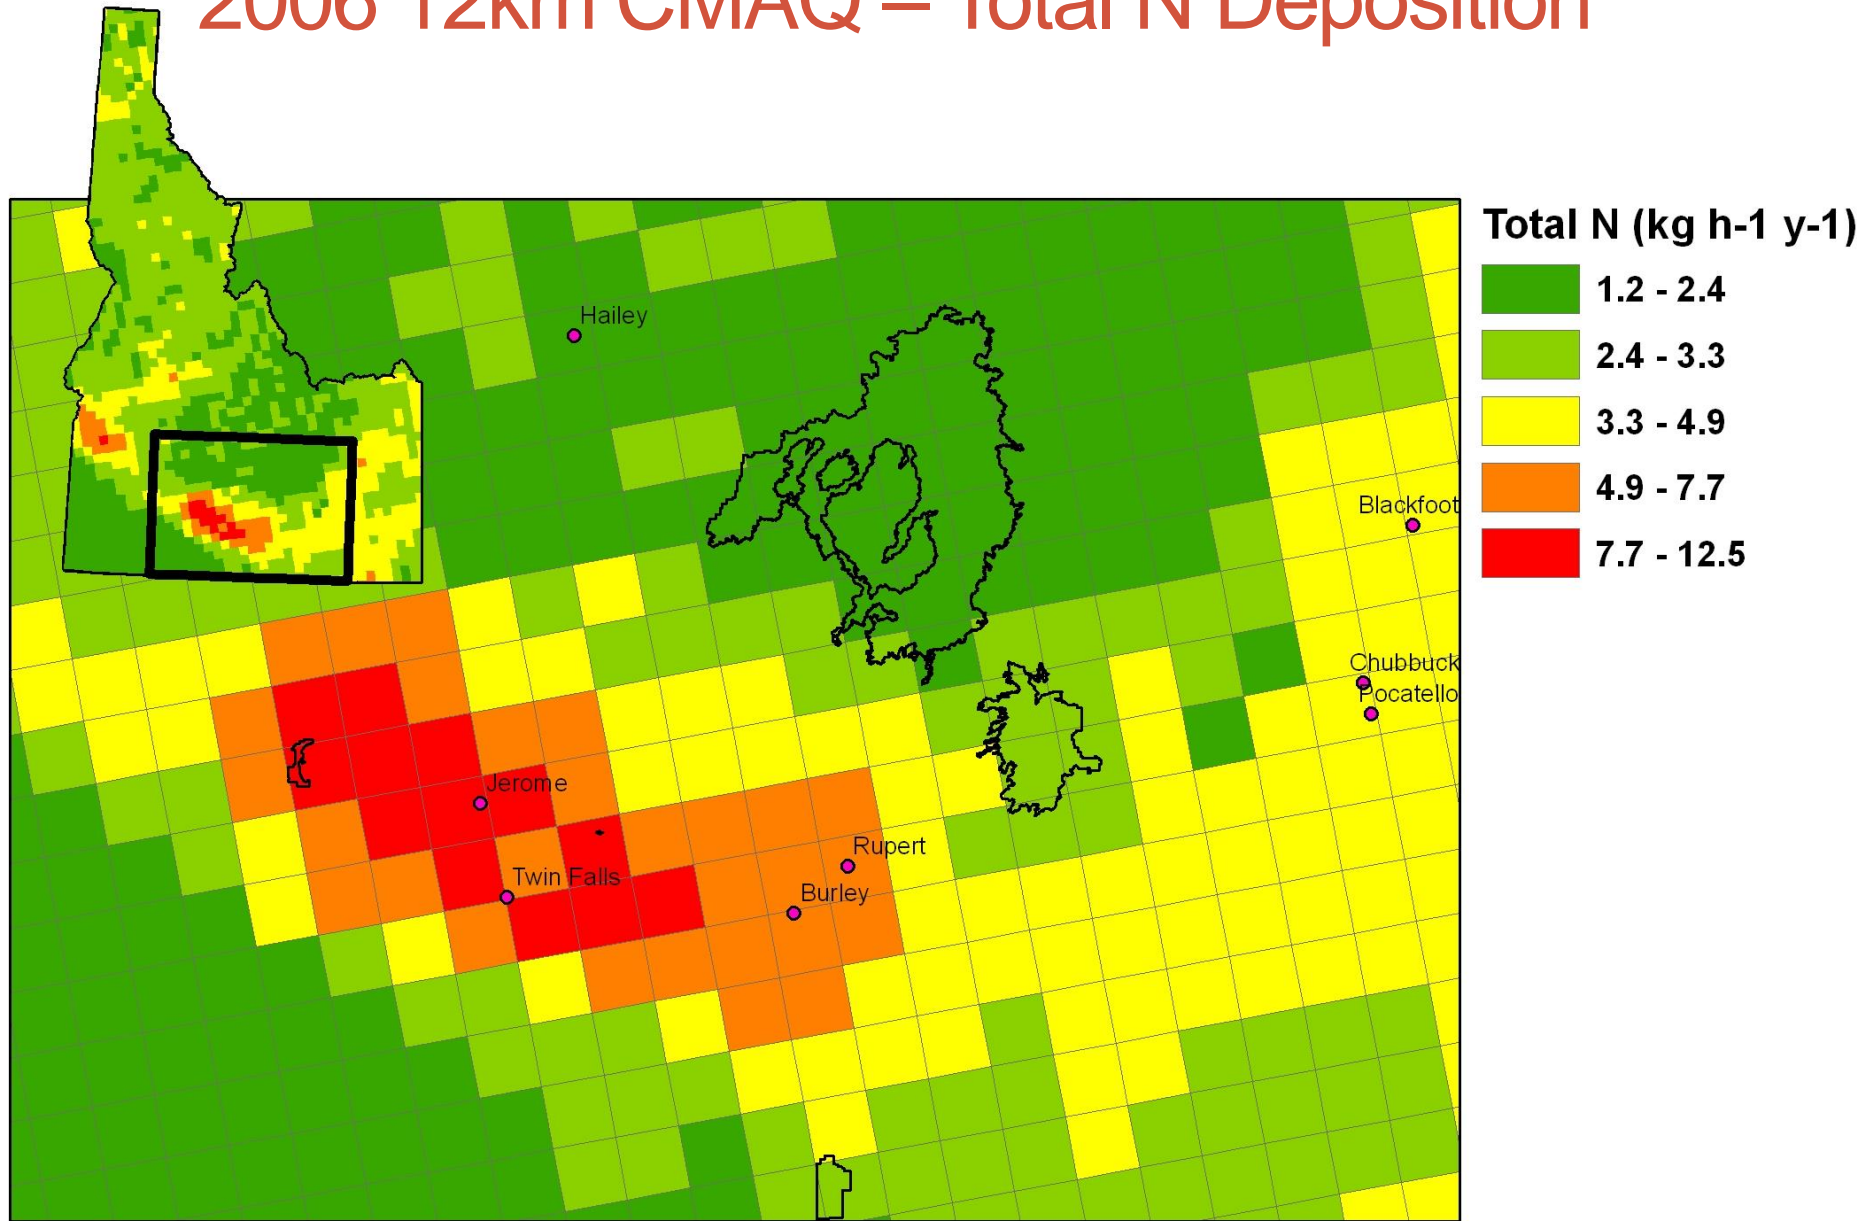 2006 12km CMAQ – Total N Deposition
Total N (kg h-1 y-1)
1.2 - 2.4
2.4 - 3.3
3.3 - 4.9
4.9 - 7.7
7.7 - 12.5
Hailey
Blackfoot
Chubbuck
Pocatello
Jerome
Rupert
Twin Falls
Burley